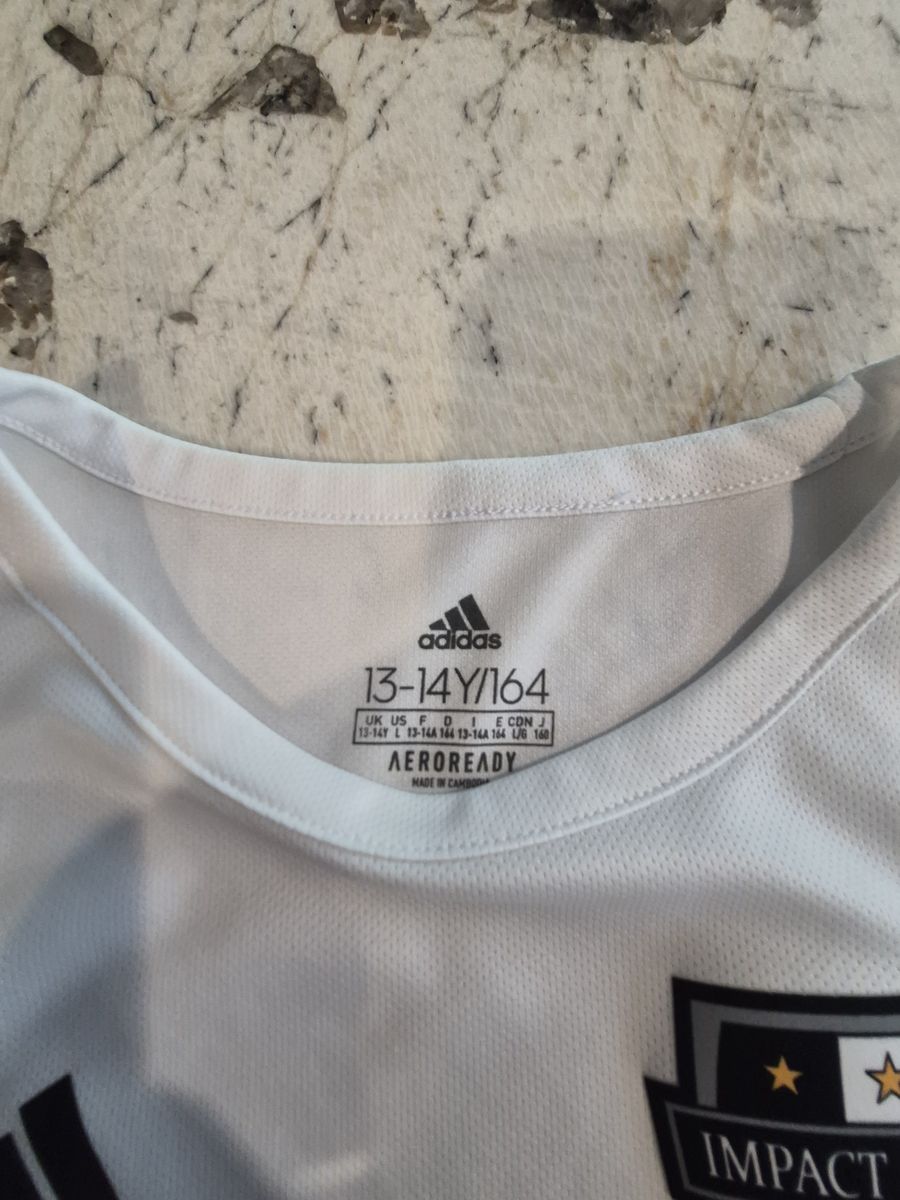 adidas
13-14Y/164
UK US F D I E CDN J
13-14Y L 13-14A 164 13-14A 164 L/G 160
AEROREADY
MADE IN CAMBODIA
IMPACT